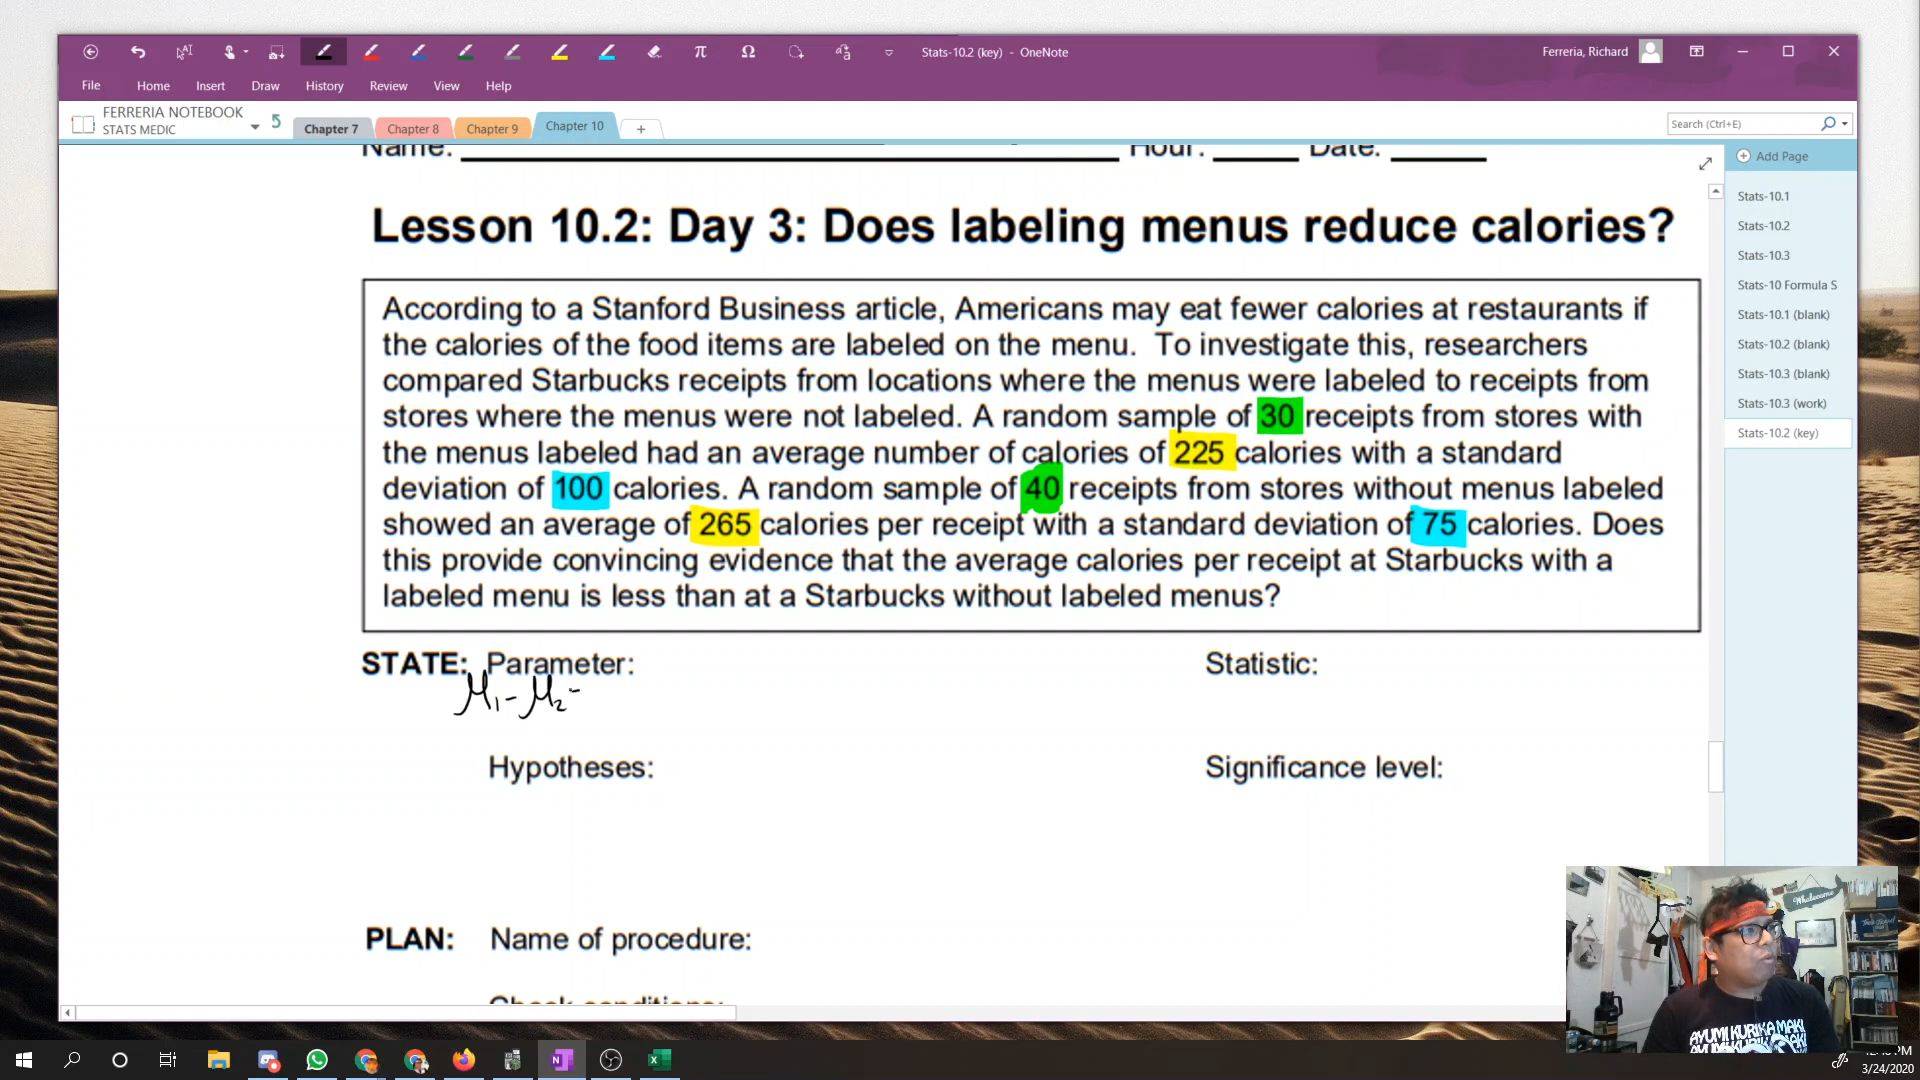 Stats-10.2 (key) - OneNote
Ferreria, Richard
File Home Insert Draw History Review View Help
FERRERIA NOTEBOOK
STATS MEDIC
Chapter 7 Chapter 8 Chapter 9 Chapter 10 +
Search (Ctrl+E)
Add Page
Stats-10.1
Stats-10.2
Stats-10.3
Stats-10 Formula S
Stats-10.1 (blank)
Stats-10.2 (blank)
Stats-10.3 (blank)
Stats-10.3 (work)
Stats-10.2 (key)
Name: Hour: Date:
Lesson 10.2: Day 3: Does labeling menus reduce calories?
According to a Stanford Business article, Americans may eat fewer calories at restaurants if
the calories of the food items are labeled on the menu. To investigate this, researchers
compared Starbucks receipts from locations where the menus were labeled to receipts from
stores where the menus were not labeled. A random sample of 30 receipts from stores with
the menus labeled had an average number of calories of 225 calories with a standard
deviation of 100 calories. A random sample of 40 receipts from stores without menus labeled
showed an average of 265 calories per receipt with a standard deviation of 75 calories. Does
this provide convincing evidence that the average calories per receipt at Starbucks with a
labeled menu is less than at a Starbucks without labeled menus?
STATE: Parameter: Statistic:
μ₁ - μ₂ -
Hypotheses: Significance level:
PLAN: Name of procedure:
Check conditions:
AYUMI KURIKA MAKI
3/24/2020